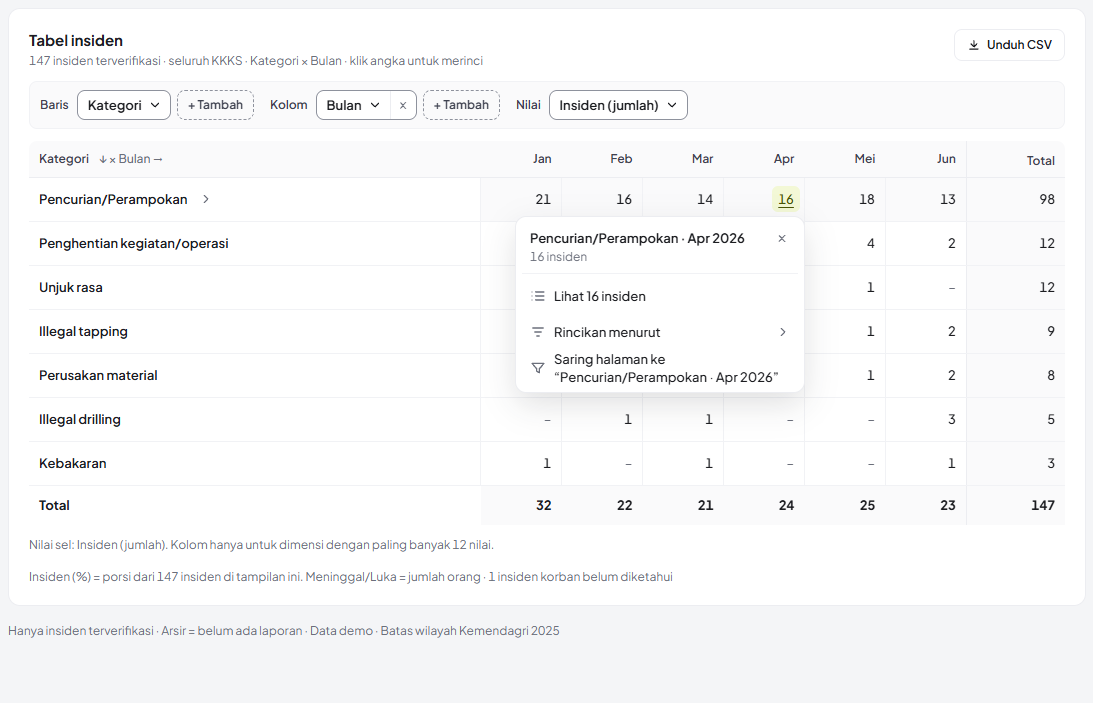 Tabel insiden
147 insiden terverifikasi · seluruh KKKS · Kategori × Bulan · klik angka untuk merinci
Unduh CSV
Baris Kategori + Tambah Kolom Bulan × + Tambah Nilai Insiden (jumlah)
Kategori ↓ × Bulan → Jan Feb Mar Apr Mei Jun Total
Pencurian/Perampokan 21 16 14 16 18 13 98
Penghentian kegiatan/operasi 4 2 12
Unjuk rasa 1 – 12
Illegal tapping 1 2 9
Perusakan material 1 2 8
Illegal drilling – 1 1 – – 3 5
Kebakaran 1 – 1 – – 1 3
Total 32 22 21 24 25 23 147
Pencurian/Perampokan · Apr 2026 ×
16 insiden
Lihat 16 insiden
Rincikan menurut
Saring halaman ke
“Pencurian/Perampokan · Apr 2026”
Nilai sel: Insiden (jumlah). Kolom hanya untuk dimensi dengan paling banyak 12 nilai.
Insiden (%) = porsi dari 147 insiden di tampilan ini. Meninggal/Luka = jumlah orang · 1 insiden korban belum diketahui
Hanya insiden terverifikasi · Arsir = belum ada laporan · Data demo · Batas wilayah Kemendagri 2025